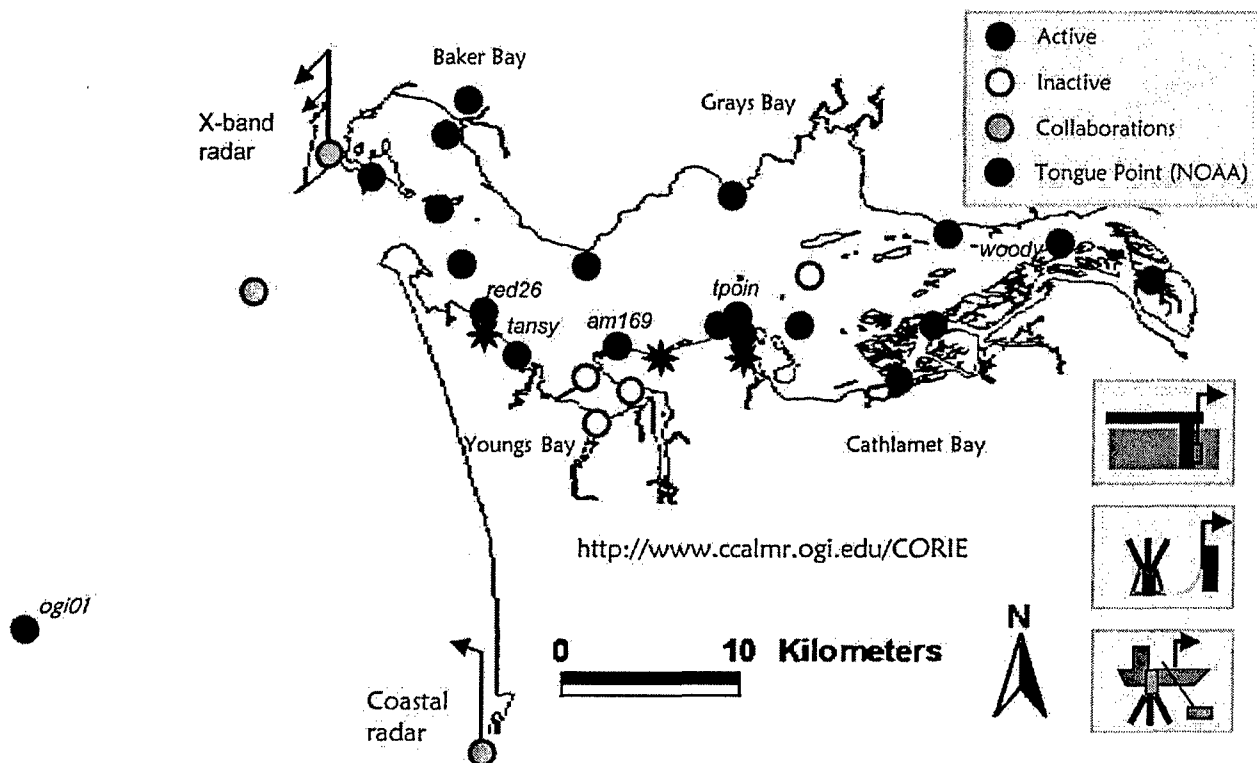 Baker Bay
Grays Bay
X-band
radar
Active
Inactive
Collaborations
Tongue Point (NOAA)
woody
red26
tansy
am169
tpoin
Youngs Bay
Cathlamet Bay
http://www.ccalmr.ogi.edu/CORIE
ogi01
Coastal
radar
0 10 Kilometers
N